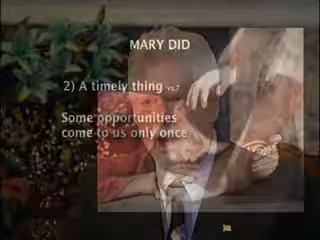 MARY DID
2) A timely thing vs.7
Some opportunities
come to us only once